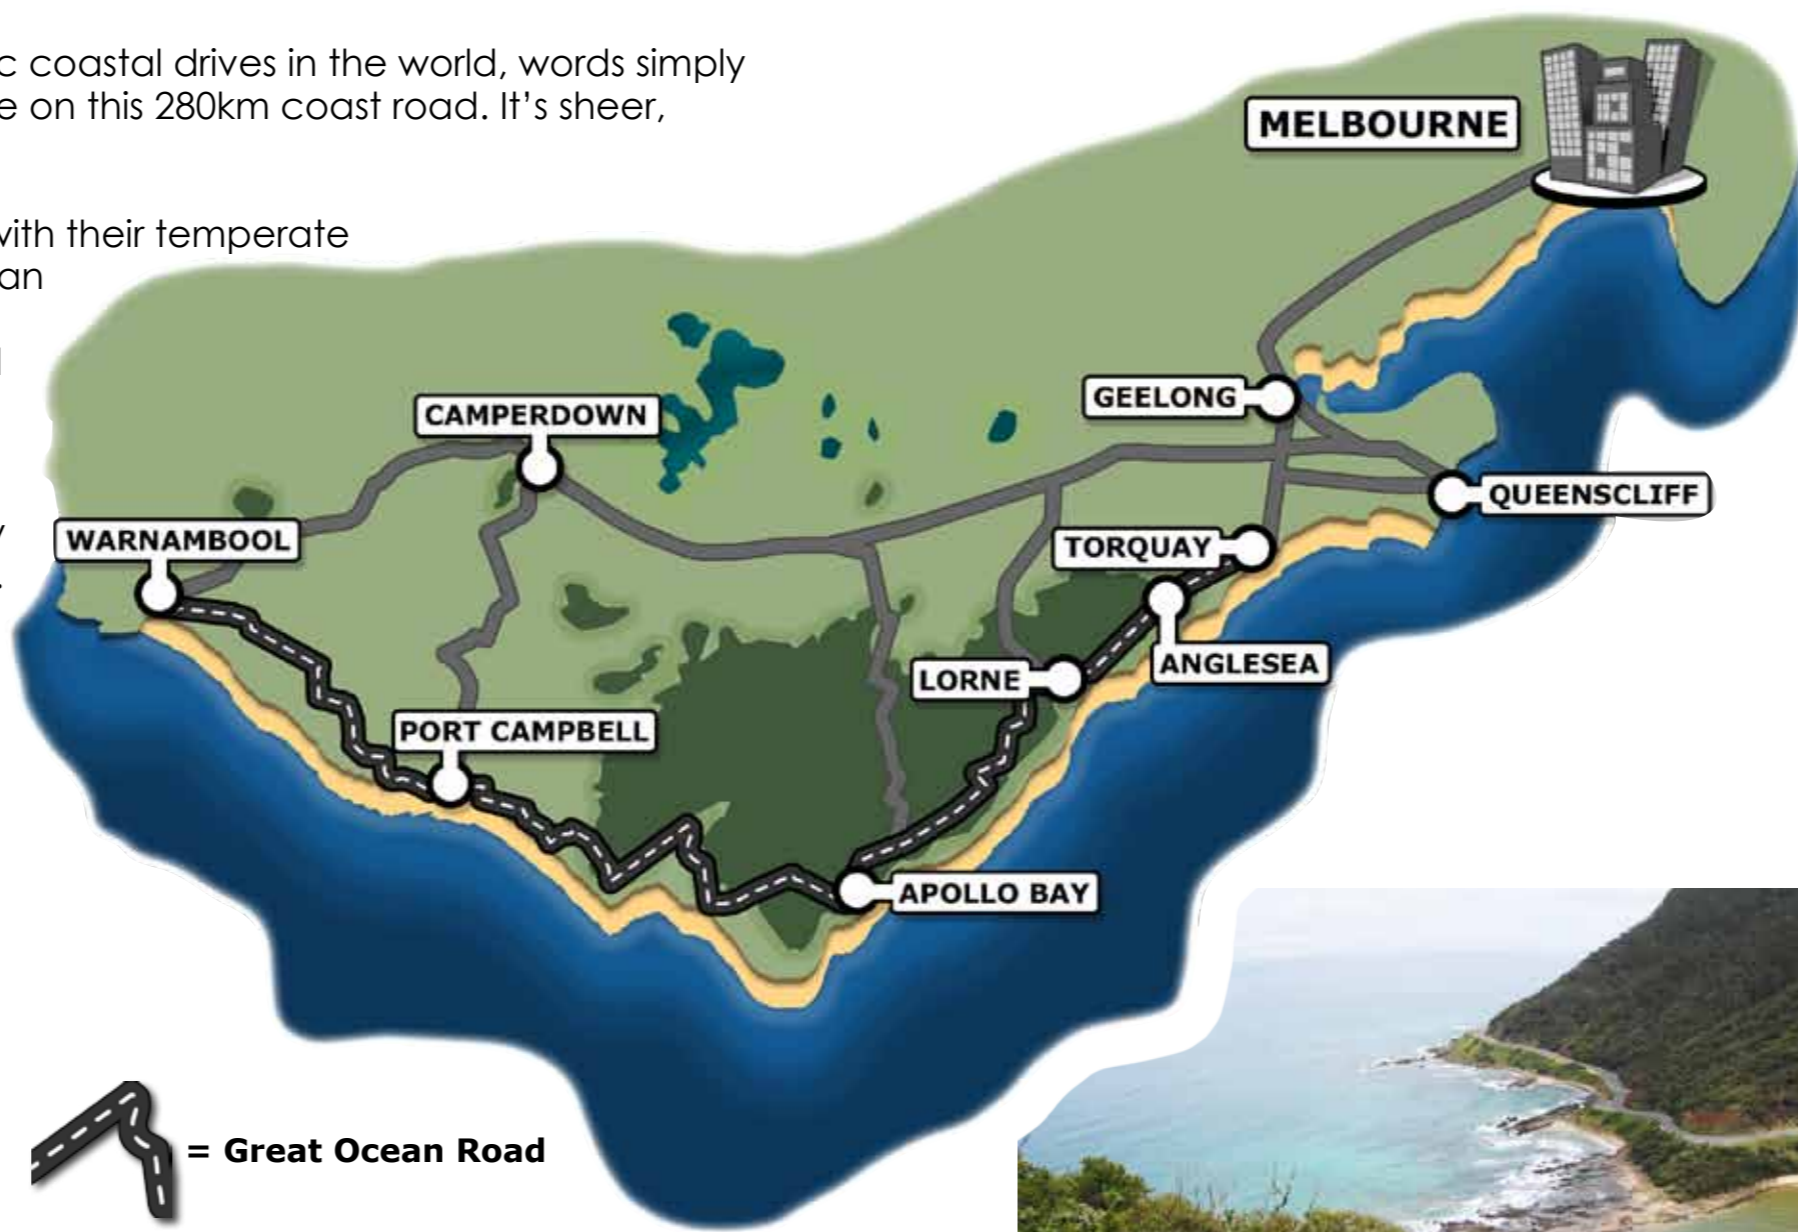 c coastal drives in the world, words simply
e on this 280km coast road. It's sheer,
with their temperate
an
MELBOURNE
GEELONG
CAMPERDOWN
QUEENSCLIFF
WARNAMBOOL
TORQUAY
ANGLESEA
LORNE
PORT CAMPBELL
APOLLO BAY
= Great Ocean Road